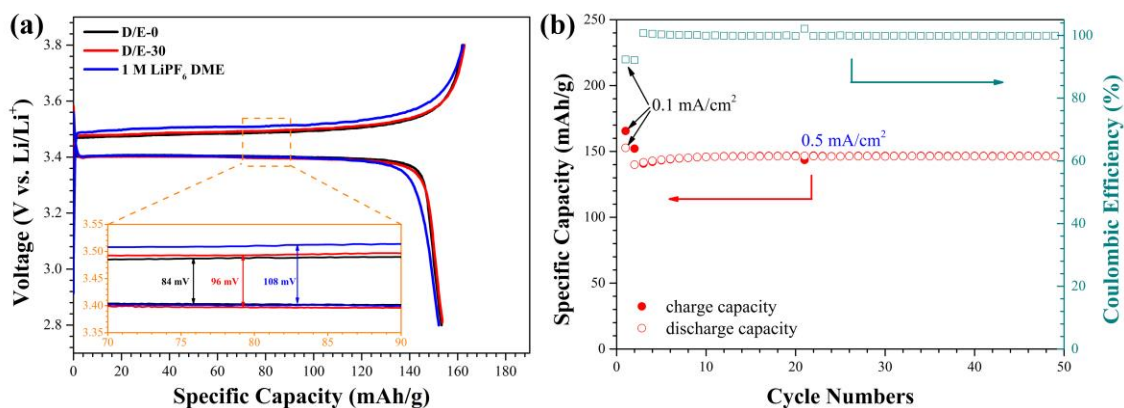 (a)
D/E-0
D/E-30
1 M LiPF₆ DME
Voltage (V vs. Li/Li⁺)
3.8
3.6
3.4
3.2
3.0
2.8
3.55
3.50
3.45
3.40
3.35
84 mV
96 mV
108 mV
70
75
80
85
90
0
20
40
60
80
100
120
140
160
180
Specific Capacity (mAh/g)
(b)
Specific Capacity (mAh/g)
250
200
150
100
50
0
0.1 mA/cm²
0.5 mA/cm²
charge capacity
discharge capacity
0
10
20
30
40
50
Cycle Numbers
100
80
60
40
20
0
Coulombic Efficiency (%)